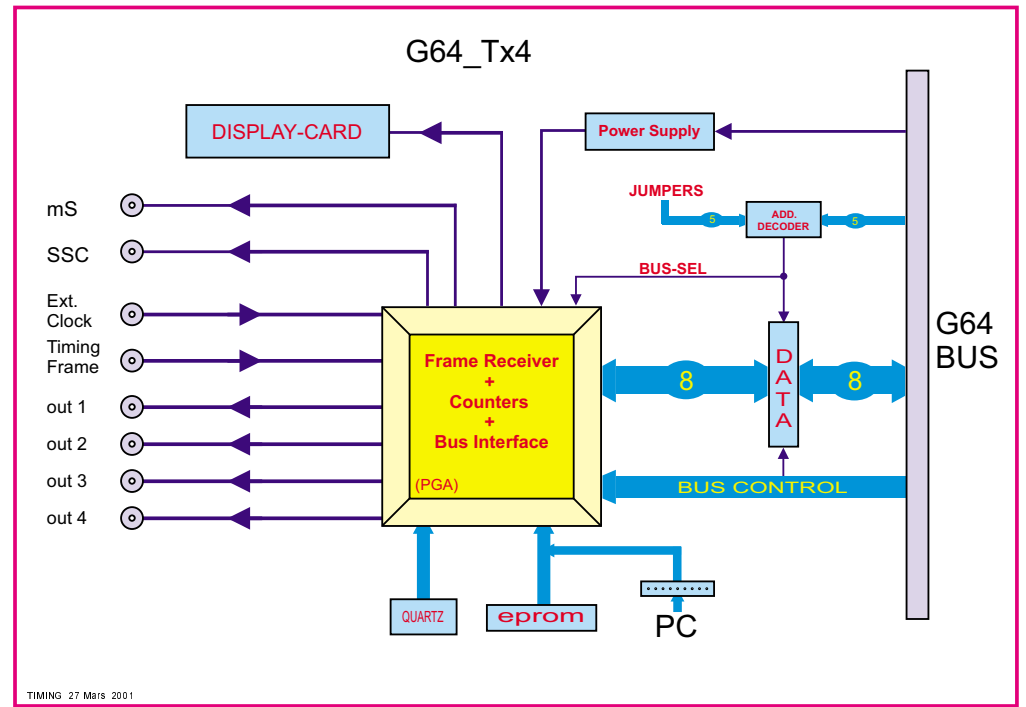 G64_Tx4
DISPLAY-CARD
Power Supply
JUMPERS
5
ADD.
DECODER
5
mS
SSC
BUS-SEL
Ext.
Clock
Timing
Frame
G64
BUS
Frame Receiver
+
Counters
+
Bus Interface
(PGA)
8
D
A
T
A
8
out 1
out 2
out 3
out 4
BUS CONTROL
QUARTZ
eprom
PC
TIMING 27 Mars 2001